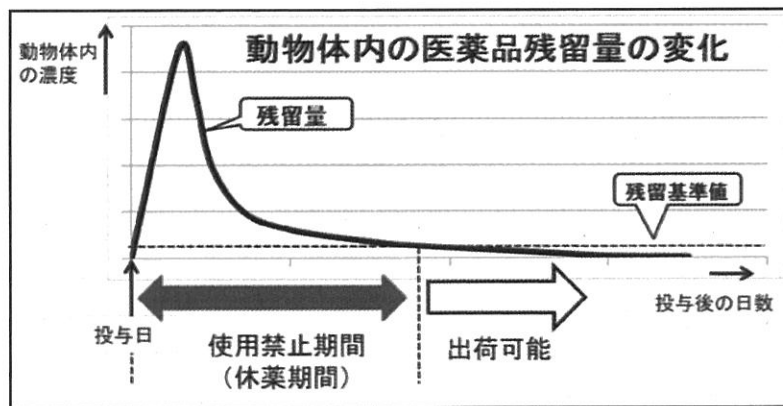 動物体内の医薬品残留量の変化
動物体内
の濃度
残留量
残留基準値
投与後の日数
投与日
使用禁止期間
（休薬期間）
出荷可能